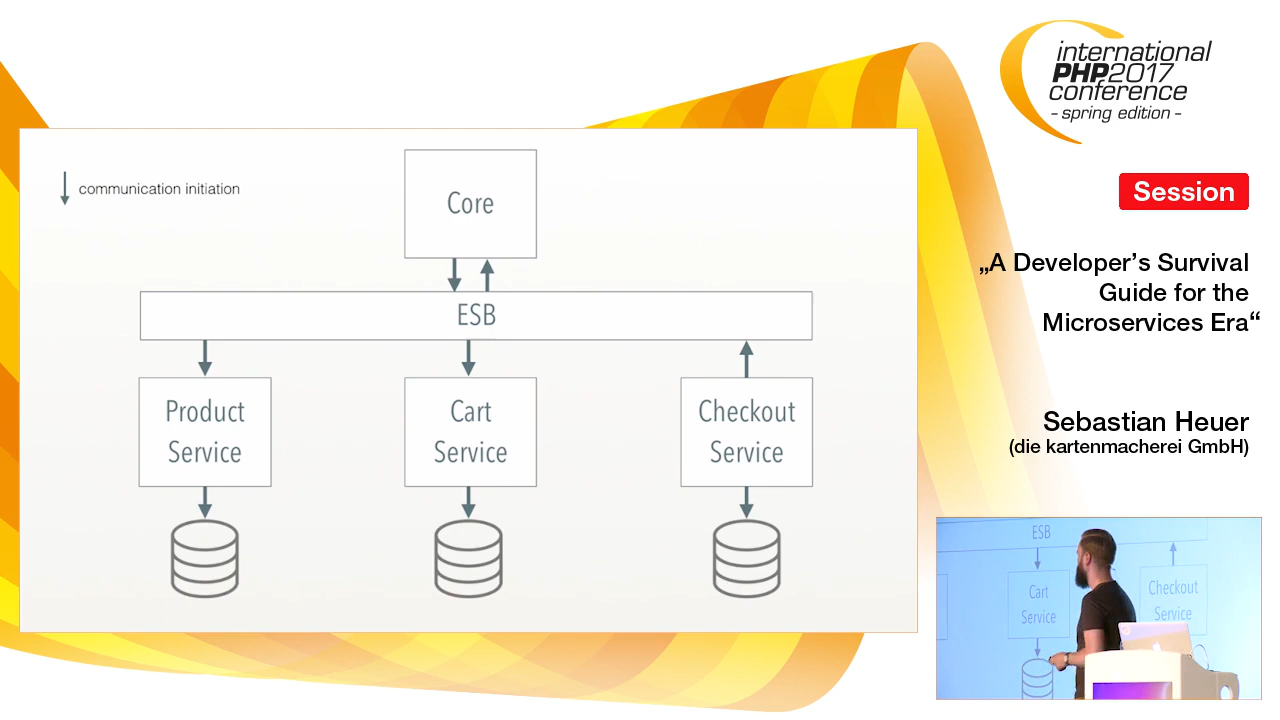 international
PHP2017
conference
- spring edition -
Session
„A Developer's Survival
Guide for the
Microservices Era“
Sebastian Heuer
(die kartenmacherei GmbH)
communication initiation
Core
ESB
Product
Service
Cart
Service
Checkout
Service
ESB
Cart
Service
Checkout
Service